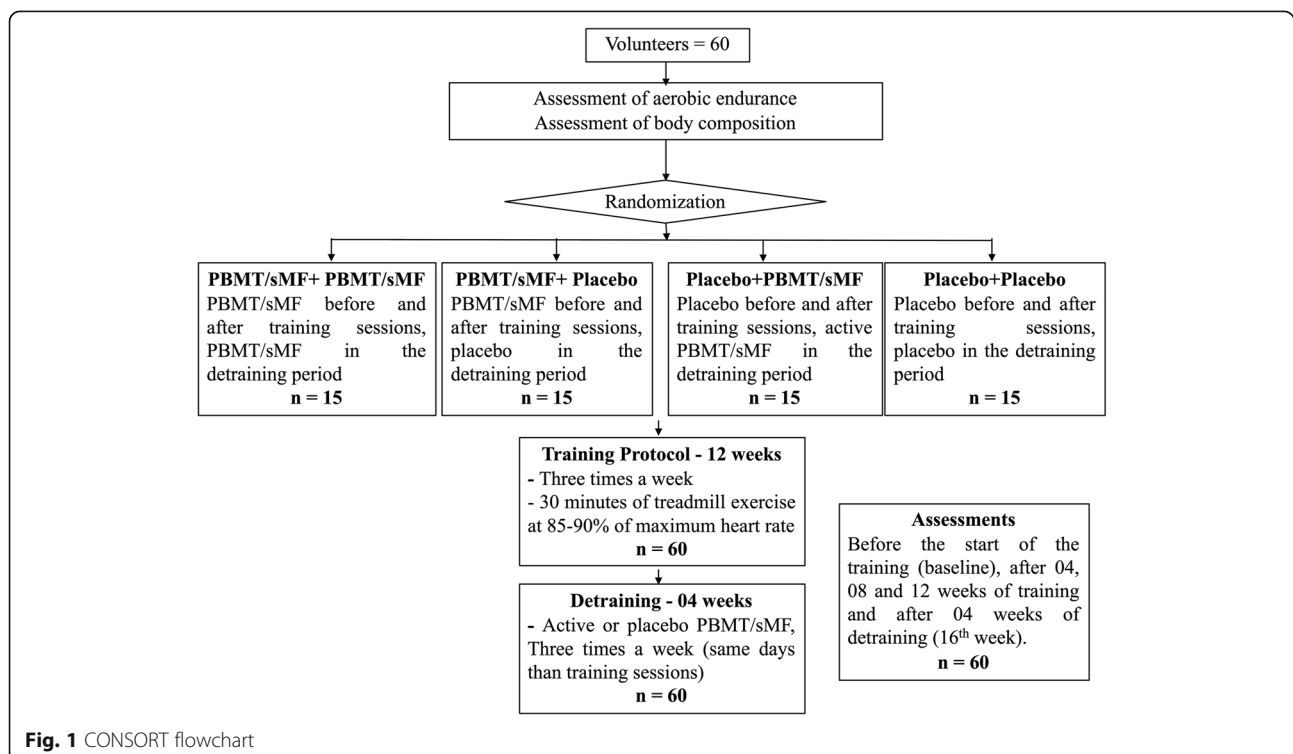 Volunteers = 60
Assessment of aerobic endurance
Assessment of body composition
Randomization
PBMT/sMF+ PBMT/sMF
PBMT/sMF before and
after training sessions,
PBMT/sMF in the
detraining period
n = 15
PBMT/sMF+ Placebo
PBMT/sMF before and
after training sessions,
placebo in the
detraining period
n = 15
Placebo+PBMT/sMF
Placebo before and after
training sessions, active
PBMT/sMF in the
detraining period
n = 15
Placebo+Placebo
Placebo before and after
training sessions,
placebo in the detraining
period
n = 15
Training Protocol - 12 weeks
- Three times a week
- 30 minutes of treadmill exercise
at 85-90% of maximum heart rate
n = 60
Assessments
Before the start of the
training (baseline), after 04,
08 and 12 weeks of training
and after 04 weeks of
detraining (16th week).
n = 60
Detraining - 04 weeks
- Active or placebo PBMT/sMF,
Three times a week (same days
than training sessions)
n = 60
Fig. 1 CONSORT flowchart